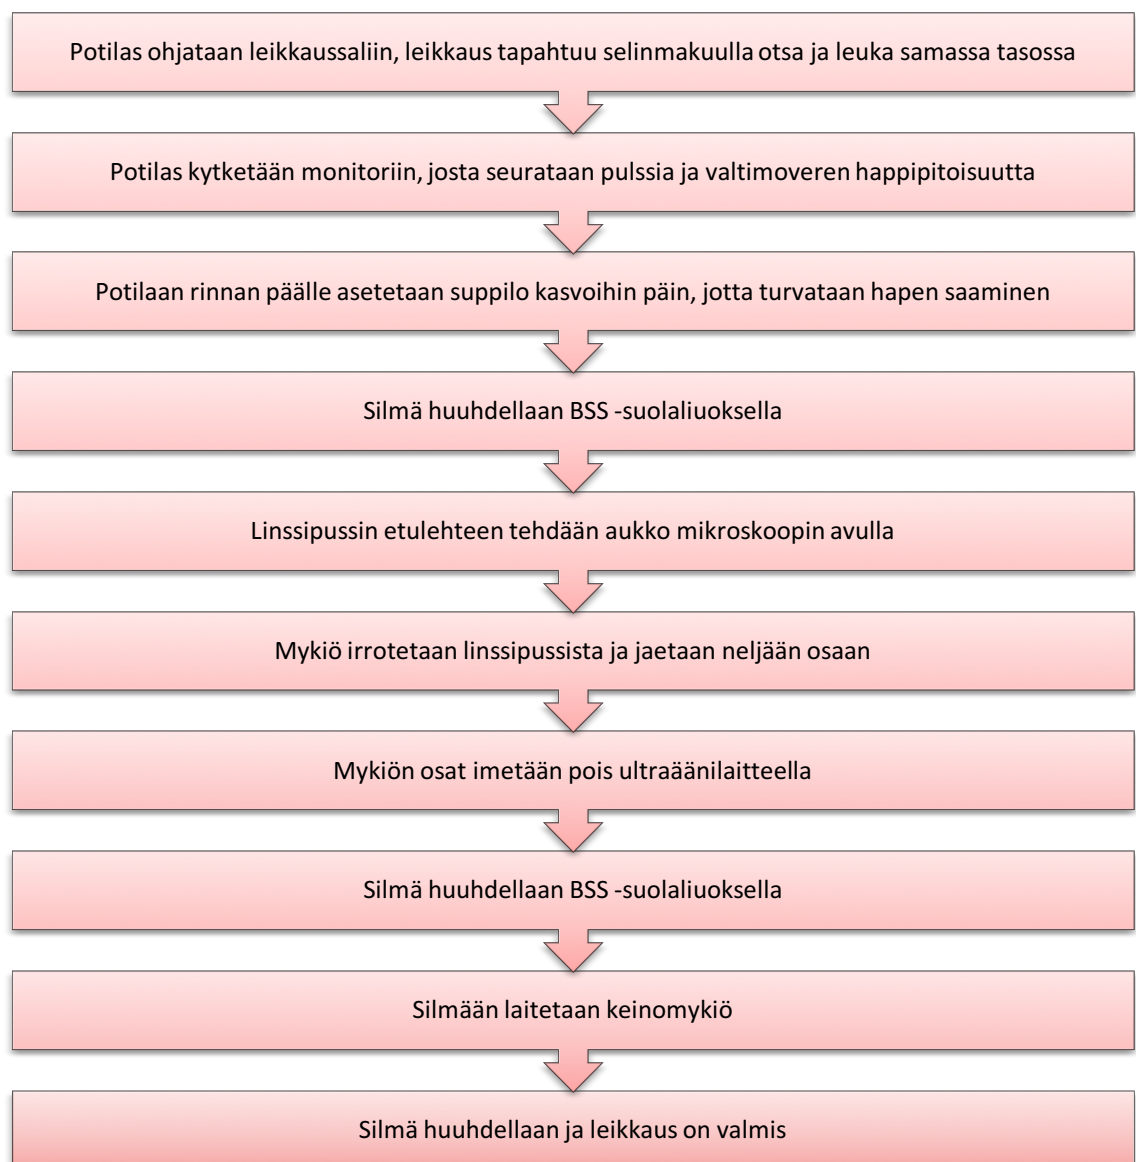 Potilas ohjataan leikkaussaliin, leikkaus tapahtuu selinmakuulla otsa ja leuka samassa tasossa
Potilas kytketään monitoriin, josta seurataan pulssia ja valtimoveren happipitoisuutta
Potilaan rinnan päälle asetetaan suppilo kasvoihin päin, jotta turvataan hapen saaminen
Silmä huuhdellaan BSS -suolaliuoksella
Linssipussin etulehteen tehdään aukko mikroskoopin avulla
Mykiö irrotetaan linssipussista ja jaetaan neljään osaan
Mykiön osat imetään pois ultraäänilaitteella
Silmä huuhdellaan BSS -suolaliuoksella
Silmään laitetaan keinomykiö
Silmä huuhdellaan ja leikkaus on valmis